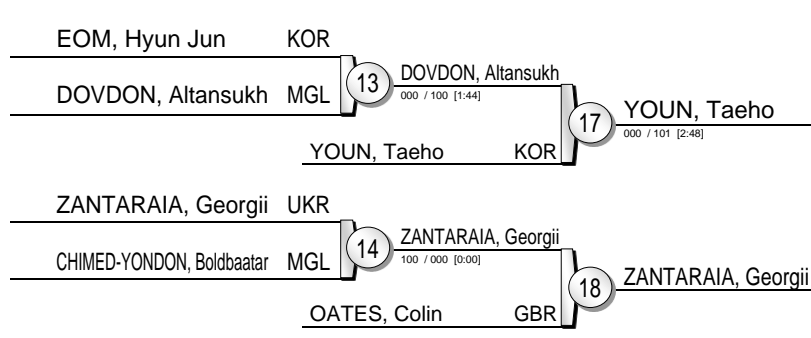 EOM, Hyun Jun KOR
13
DOVDON, Altansukh
000 / 100 [1:44]
DOVDON, Altansukh MGL
17
YOUN, Taeho
000 / 101 [2:48]
YOUN, Taeho KOR
ZANTARAIA, Georgii UKR
14
ZANTARAIA, Georgii
100 / 000 [0:00]
CHIMED-YONDON, Boldbaatar MGL
18
ZANTARAIA, Georgii
OATES, Colin GBR